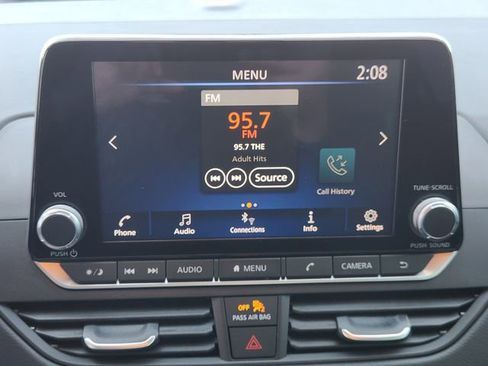 MENU
2:08
FM
95.7
FM
95.7 THE
Adult Hits
Source
Call History
VOL
TUNE·SCROLL
Phone
Audio
Connections
Info
Settings
PUSH
PUSH SOUND
AUDIO
MENU
CAMERA
OFF
PASS AIR BAG